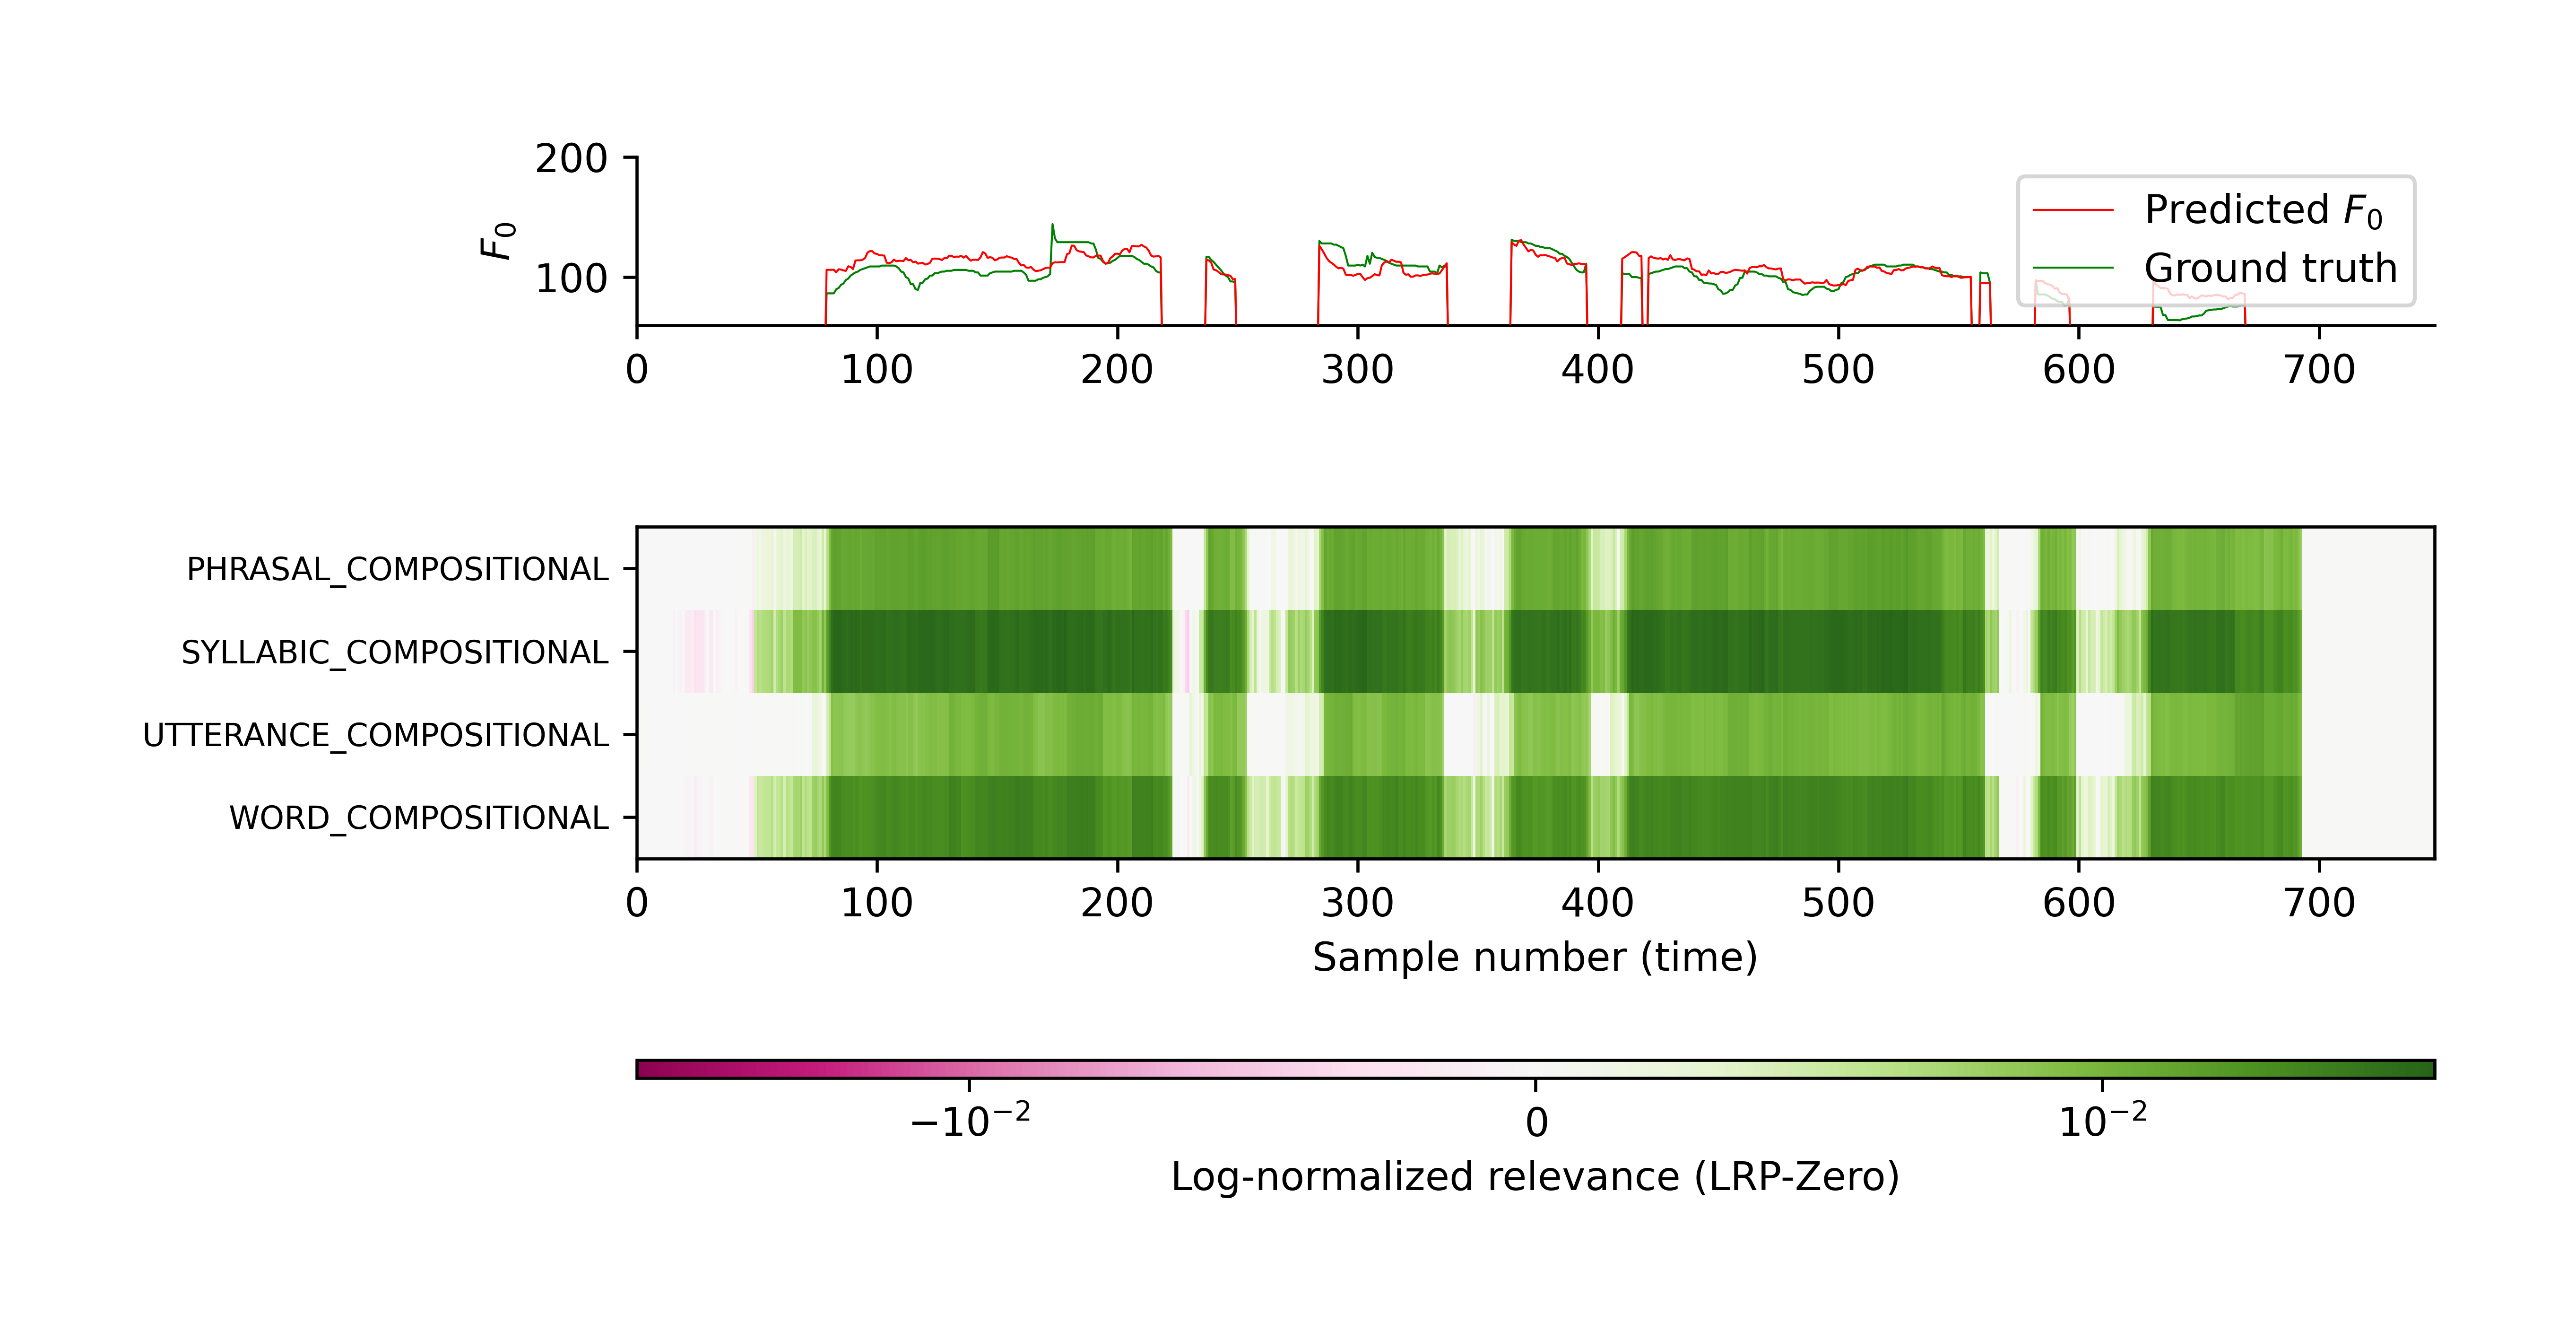 200
100
F₀
Predicted F₀
Ground truth
0 100 200 300 400 500 600 700
PHRASAL_COMPOSITIONAL
SYLLABIC_COMPOSITIONAL
UTTERANCE_COMPOSITIONAL
WORD_COMPOSITIONAL
0 100 200 300 400 500 600 700
Sample number (time)
−10⁻² 0 10⁻²
Log-normalized relevance (LRP-Zero)